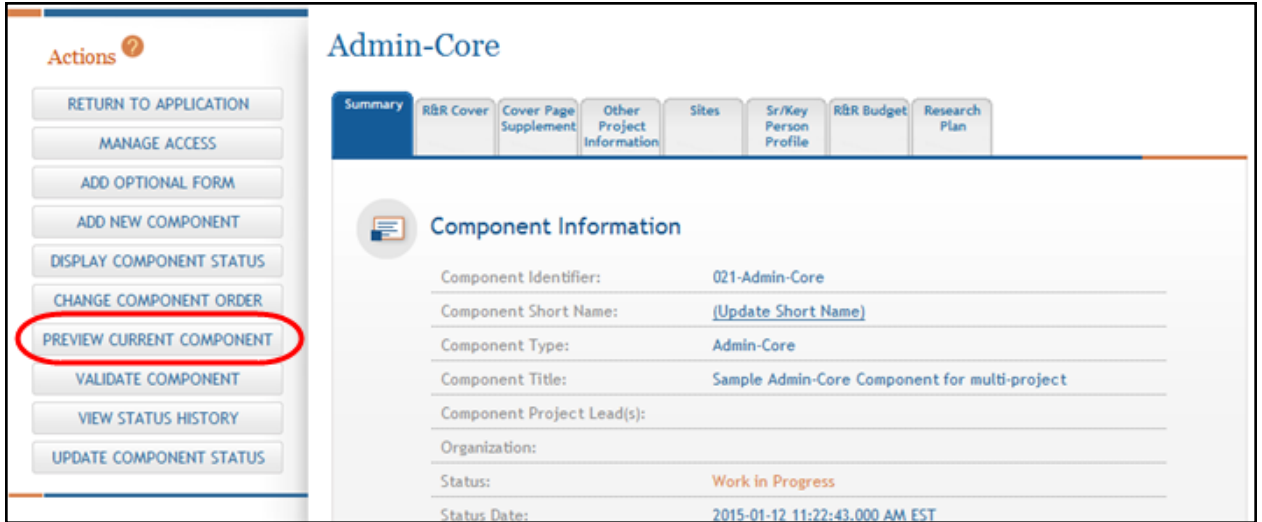 Actions ?
RETURN TO APPLICATION
MANAGE ACCESS
ADD OPTIONAL FORM
ADD NEW COMPONENT
DISPLAY COMPONENT STATUS
CHANGE COMPONENT ORDER
PREVIEW CURRENT COMPONENT
VALIDATE COMPONENT
VIEW STATUS HISTORY
UPDATE COMPONENT STATUS
Admin-Core
Summary
R&R Cover
Cover Page
Supplement
Other
Project
Information
Sites
Sr/Key
Person
Profile
R&R Budget
Research
Plan
Component Information
Component Identifier: 021-Admin-Core
Component Short Name: (Update Short Name)
Component Type: Admin-Core
Component Title: Sample Admin-Core Component for multi-project
Component Project Lead(s):
Organization:
Status: Work in Progress
Status Date: 2015-01-12 11:22:43.000 AM EST